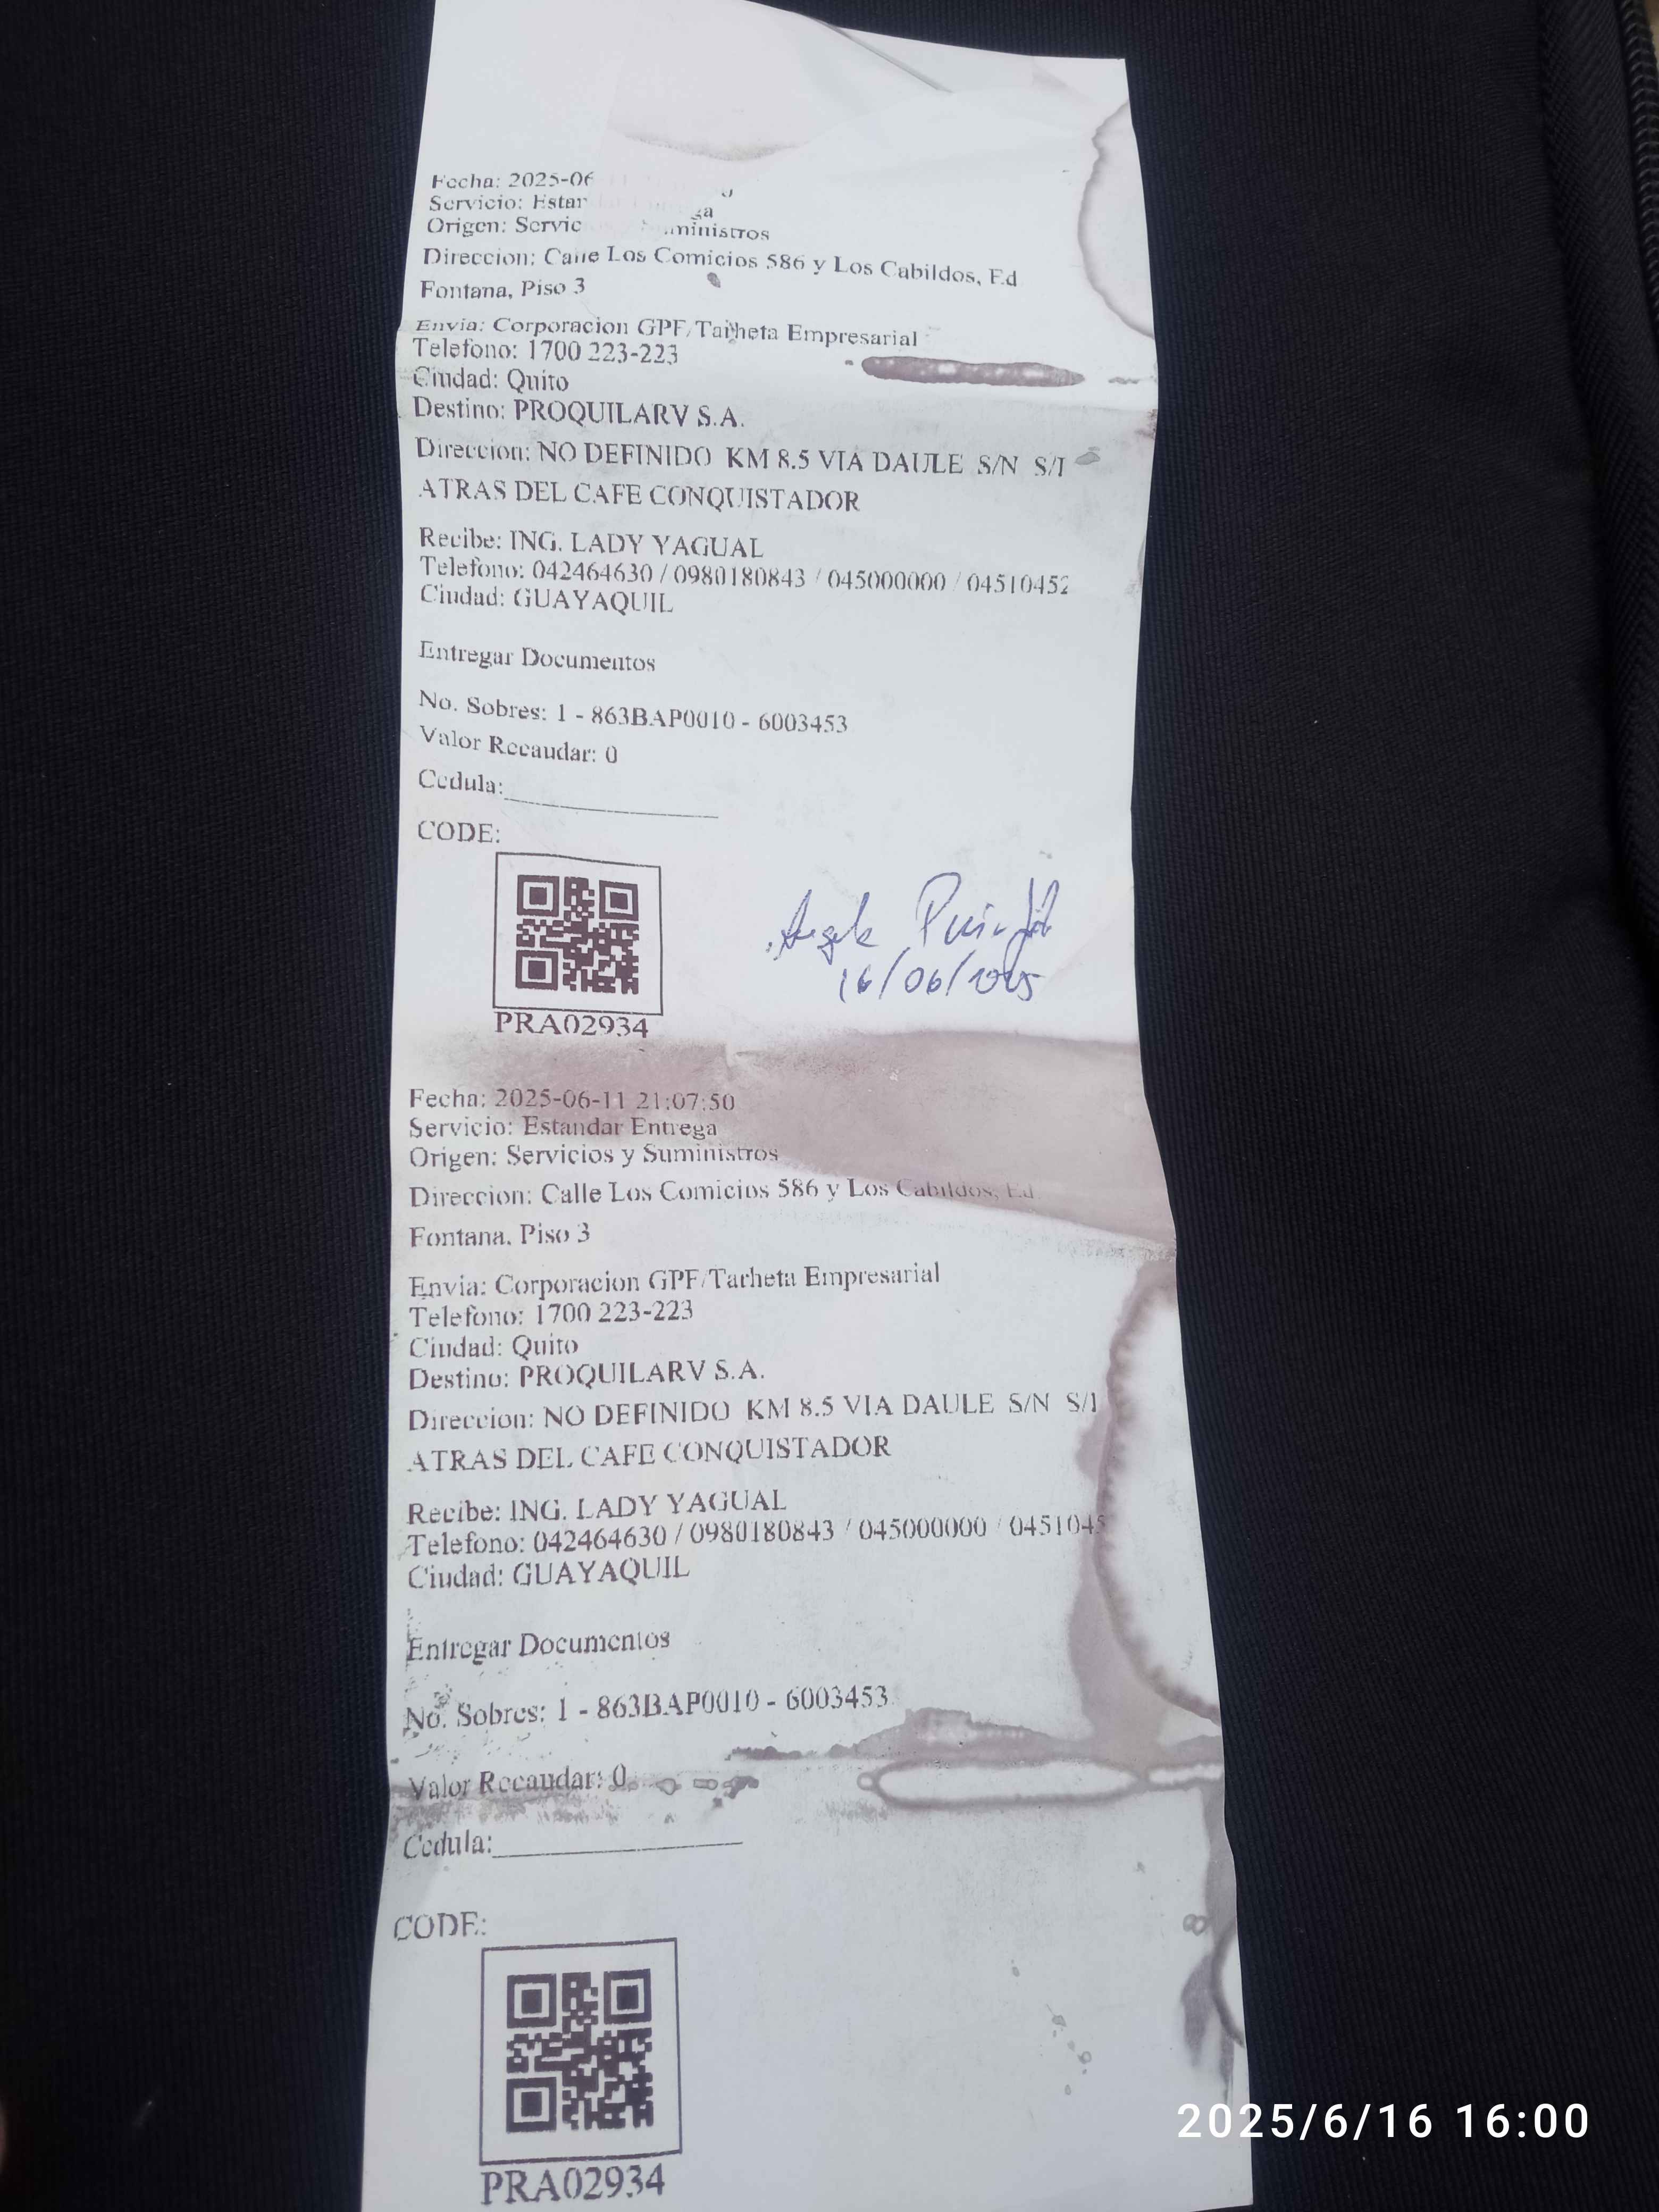 Fecha: 2025-06
Servicio: Estar
Origen: Servic ministros
Direccion: Calle Los Comicios 586 y Los Cabildos, Ed
Fontana, Piso 3
Envia: Corporacion GPF/Tarheta Empresarial
Telefono: 1700 223-223
Ciudad: Quito
Destino: PROQUILARV S.A.
Direccion: NO DEFINIDO KM 8.5 VIA DAULE S/N S/I
ATRAS DEL CAFE CONQUISTADOR
Recibe: ING. LADY YAGUAL
Telefono: 042464630 / 0980180843 / 045000000 / 04510452
Ciudad: GUAYAQUIL
Entregar Documentos
No. Sobres: 1 - 863BAP0010 - 6003453
Valor Recaudar: 0
Cedula:
CODE:
16/06/2025
PRA02934
Fecha: 2025-06-11 21:07:50
Servicio: Estandar Entrega
Origen: Servicios y Suministros
Direccion: Calle Los Comicios 586 y Los Cabildos, Ed
Fontana, Piso 3
Envia: Corporacion GPF/Tarheta Empresarial
Telefono: 1700 223-223
Ciudad: Quito
Destino: PROQUILARV S.A.
Direccion: NO DEFINIDO KM 8.5 VIA DAULE S/N S/I
ATRAS DEL CAFE CONQUISTADOR
Recibe: ING. LADY YAGUAL
Telefono: 042464630 / 0980180843 / 045000000 / 0451045
Ciudad: GUAYAQUIL
Entregar Documentos
No. Sobres: 1 - 863BAP0010 - 6003453
Valor Recaudar: 0
Cedula:
CODE:
PRA02934
2025/6/16 16:00